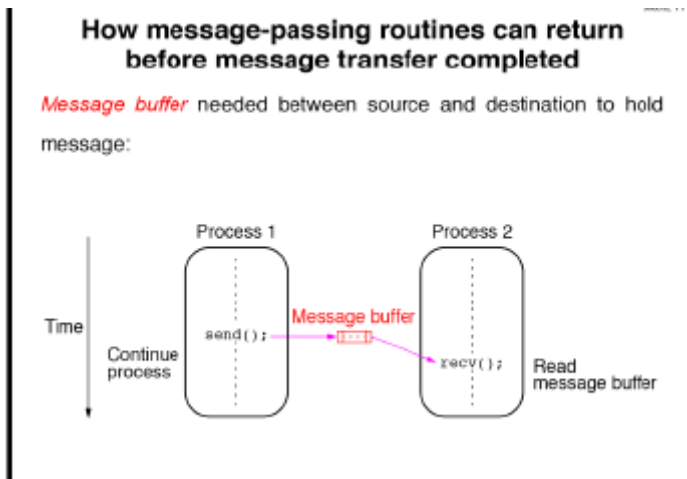 How message-passing routines can return
before message transfer completed
Message buffer needed between source and destination to hold
message:
Process 1
Process 2
Message buffer
Time
send();
recv();
Continue
process
Read
message buffer